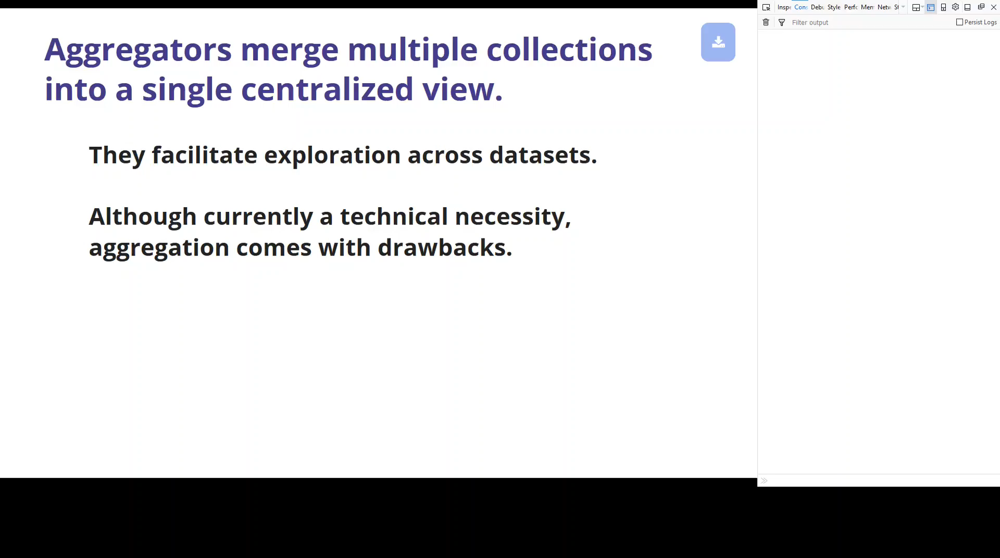 Aggregators merge multiple collections
into a single centralized view.
They facilitate exploration across datasets.
Although currently a technical necessity,
aggregation comes with drawbacks.
Inspe Cons Debu Style Perfo Mem Netw St
Filter output Persist Logs